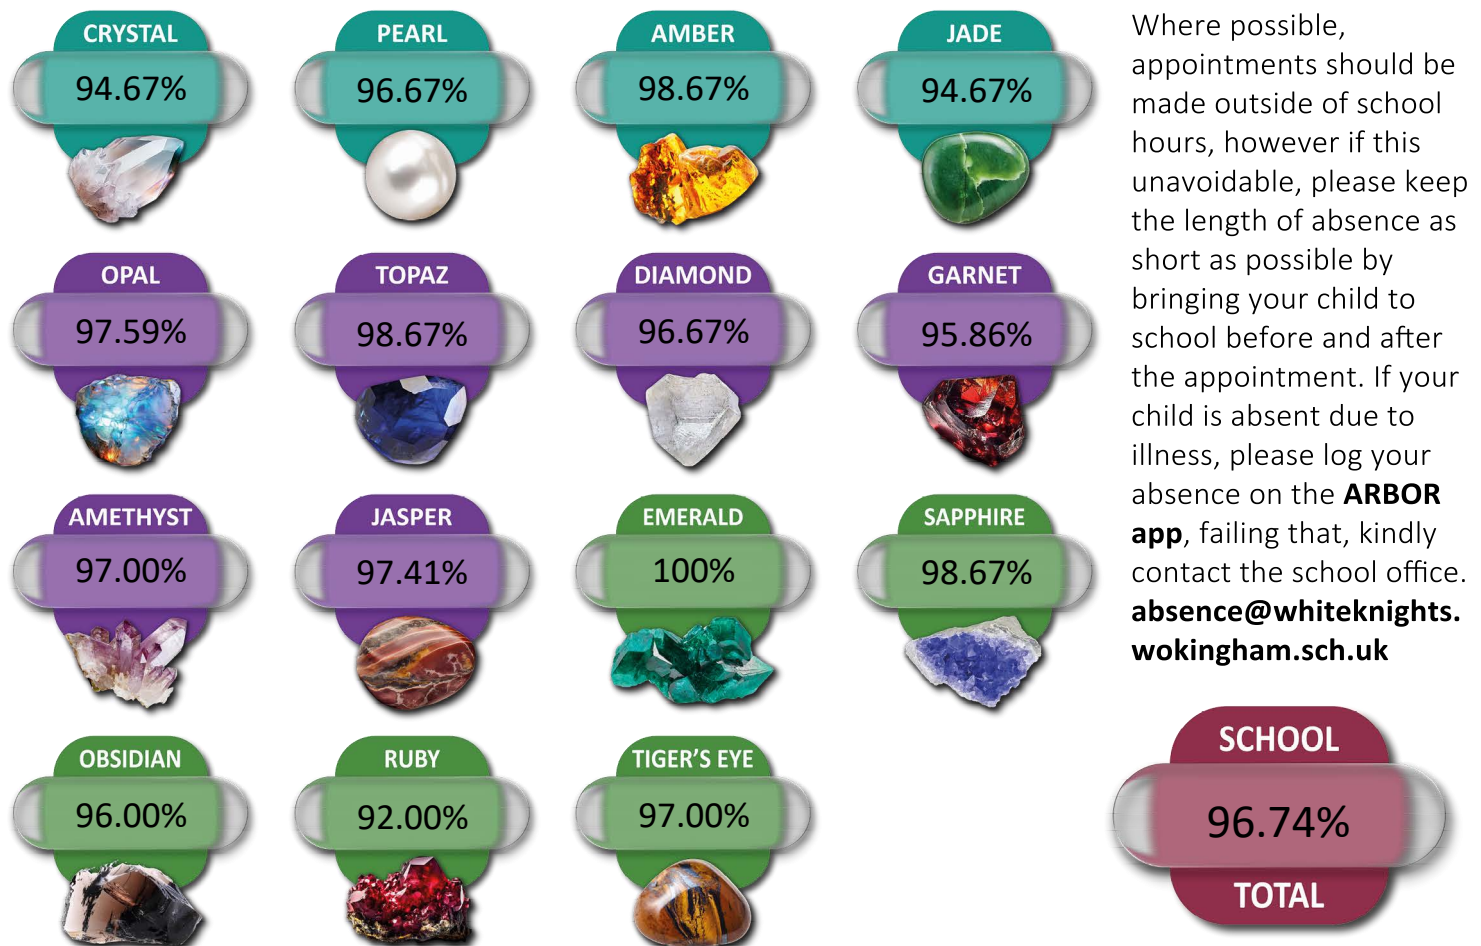 CRYSTAL
94.67%
PEARL
96.67%
AMBER
98.67%
JADE
94.67%
OPAL
97.59%
TOPAZ
98.67%
DIAMOND
96.67%
GARNET
95.86%
AMETHYST
97.00%
JASPER
97.41%
EMERALD
100%
SAPPHIRE
98.67%
OBSIDIAN
96.00%
RUBY
92.00%
TIGER'S EYE
97.00%
Where possible,
appointments should be
made outside of school
hours, however if this
unavoidable, please keep
the length of absence as
short as possible by
bringing your child to
school before and after
the appointment. If your
child is absent due to
illness, please log your
absence on the ARBOR
app, failing that, kindly
contact the school office.
absence@whiteknights.
wokingham.sch.uk
SCHOOL
96.74%
TOTAL